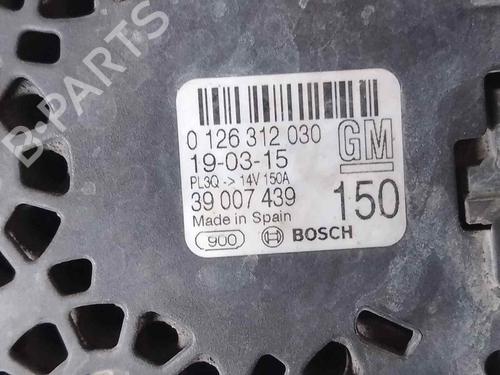 B-PARTS
0 126 312 030
GM
19-03-15
PL3Q -> 14V 150A
39 007 439
150
Made in Spain
900
BOSCH